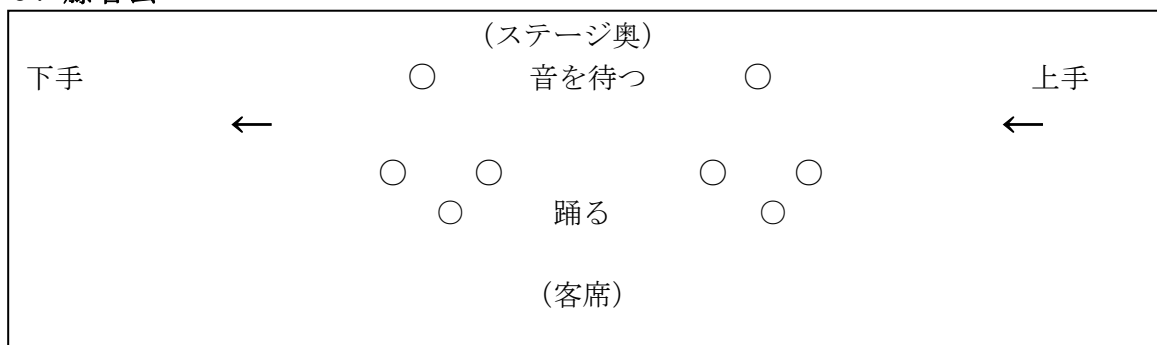 (ステージ奥)
下手 ○ 音を待つ ○ 上手
← ←
○ ○ ○ ○
○ 踊る ○
(客席)